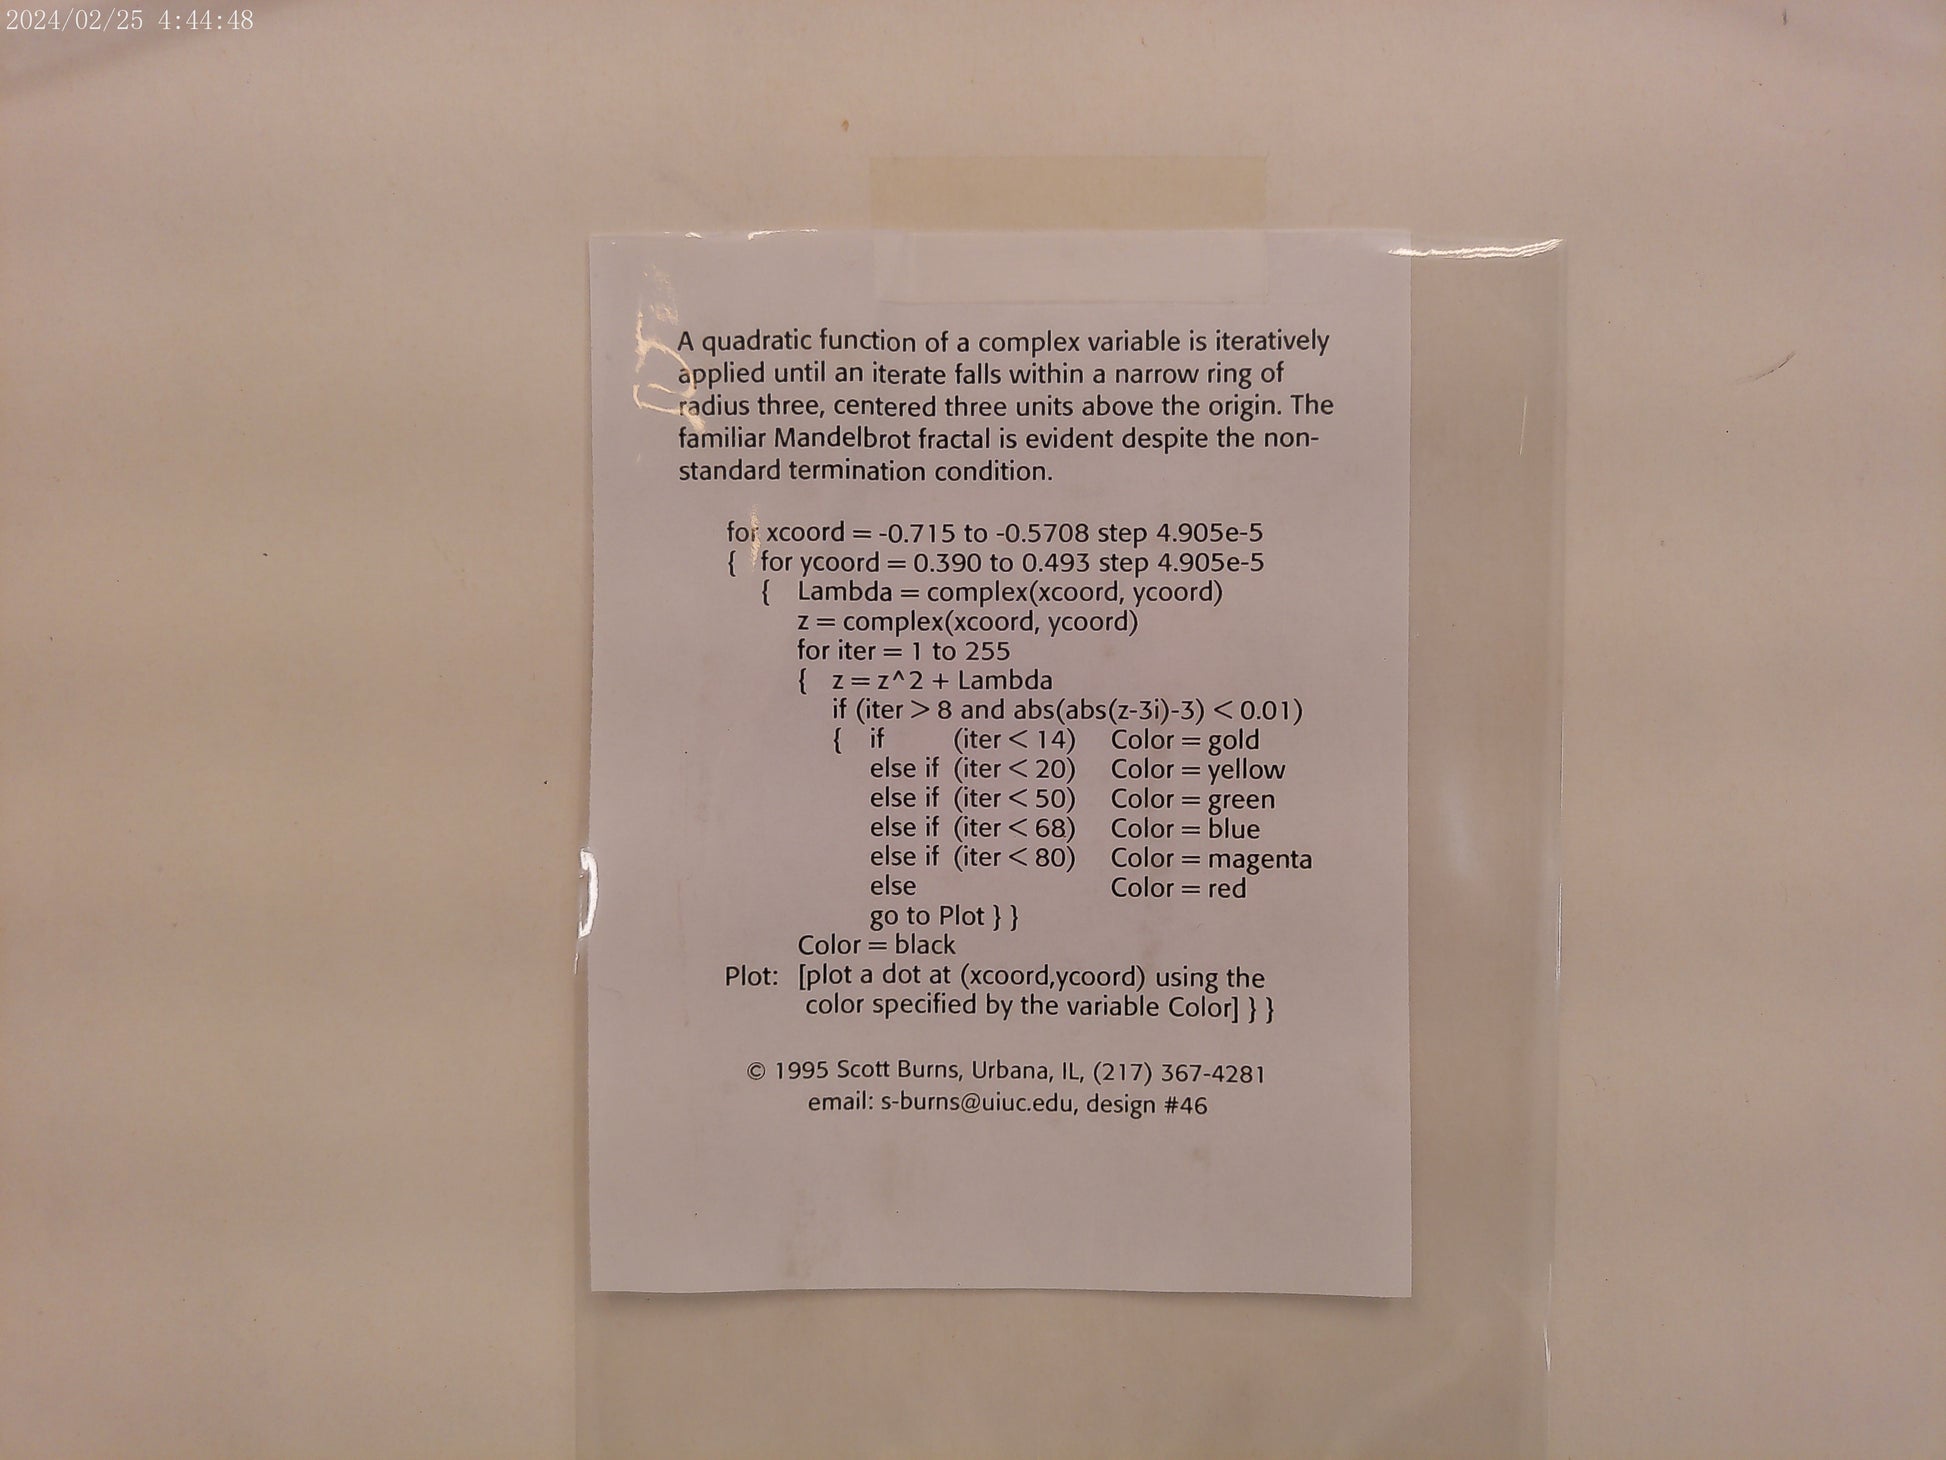 2024/02/25 4:44:48
A quadratic function of a complex variable is iteratively
applied until an iterate falls within a narrow ring of
radius three, centered three units above the origin. The
familiar Mandelbrot fractal is evident despite the non-
standard termination condition.
for xcoord = -0.715 to -0.5708 step 4.905e-5
{ for ycoord = 0.390 to 0.493 step 4.905e-5
{ Lambda = complex(xcoord, ycoord)
z = complex(xcoord, ycoord)
for iter = 1 to 255
{ z = z^2 + Lambda
if (iter > 8 and abs(abs(z-3i)-3) < 0.01)
{ if (iter < 14) Color = gold
else if (iter < 20) Color = yellow
else if (iter < 50) Color = green
else if (iter < 68) Color = blue
else if (iter < 80) Color = magenta
else Color = red
go to Plot } }
Color = black
Plot: [plot a dot at (xcoord,ycoord) using the
color specified by the variable Color] } }
© 1995 Scott Burns, Urbana, IL, (217) 367-4281
email: s-burns@uiuc.edu, design #46